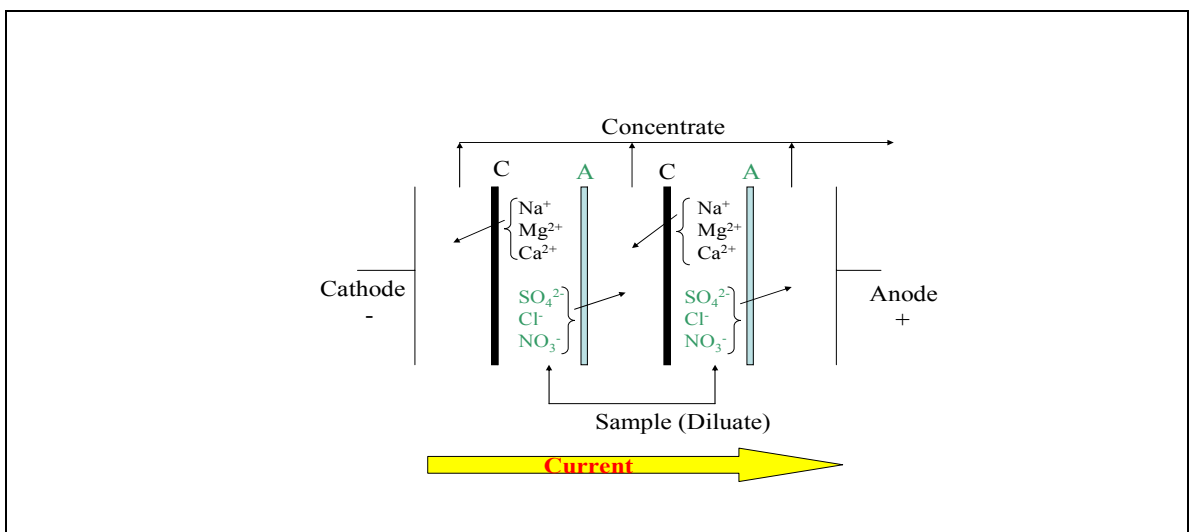 Concentrate
C A C A
Na⁺ Na⁺
Mg²⁺ Mg²⁺
Ca²⁺ Ca²⁺
Cathode
-
SO₄²⁻ SO₄²⁻
Cl⁻ Cl⁻
NO₃⁻ NO₃⁻
Anode
+
Sample (Diluate)
Current